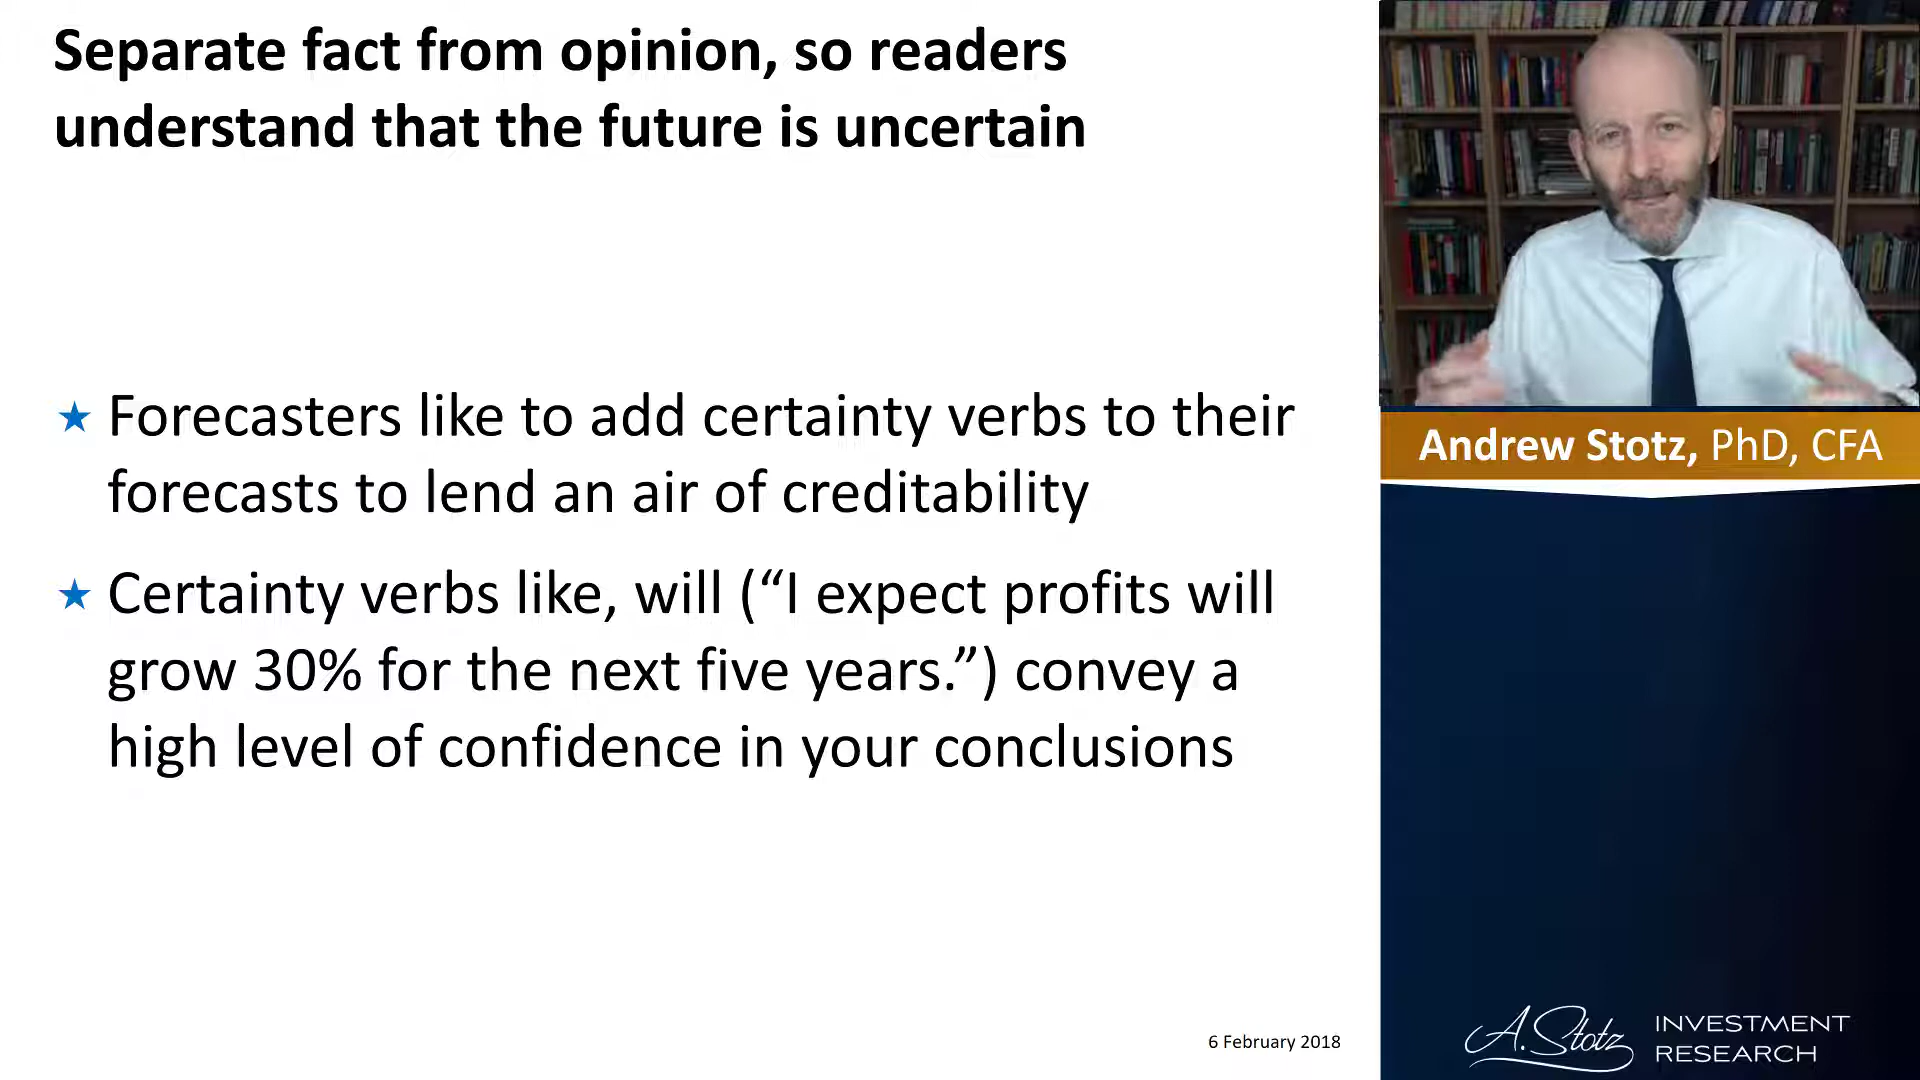 Separate fact from opinion, so readers
understand that the future is uncertain
★ Forecasters like to add certainty verbs to their
forecasts to lend an air of creditability
★ Certainty verbs like, will (“I expect profits will
grow 30% for the next five years.”) convey a
high level of confidence in your conclusions
6 February 2018
Andrew Stotz, PhD, CFA
A. Stotz
INVESTMENT
RESEARCH